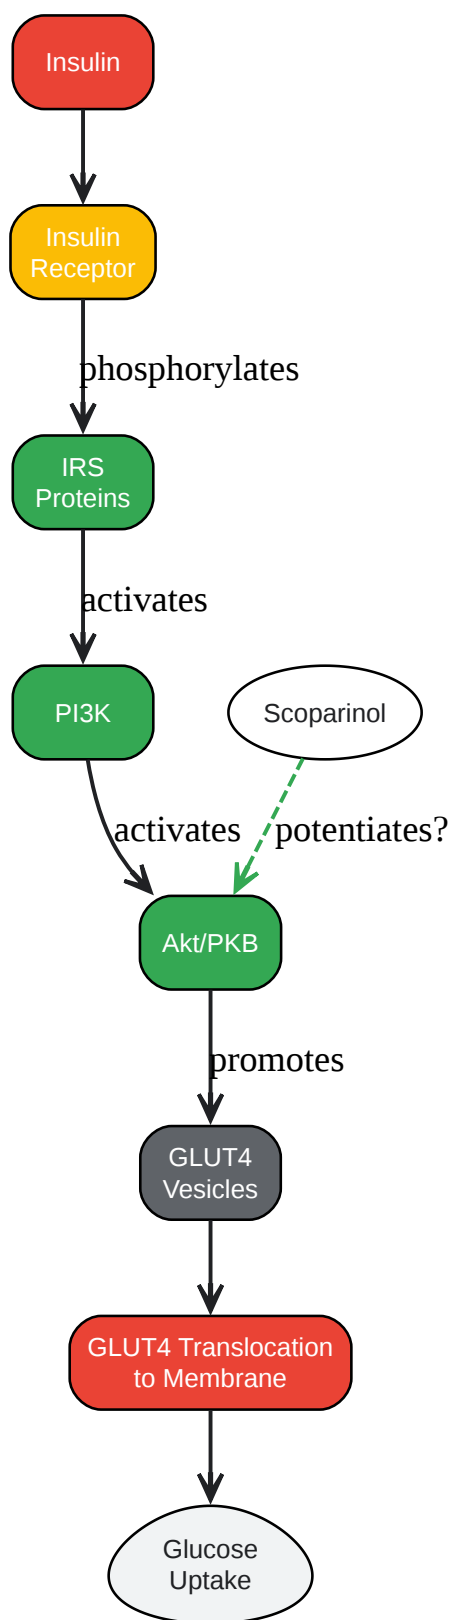 Insulin
Insulin
Receptor
phosphorylates
IRS
Proteins
activates
PI3K
Scoparinol
activates
potentiates?
Akt/PKB
promotes
GLUT4
Vesicles
GLUT4 Translocation
to Membrane
Glucose
Uptake